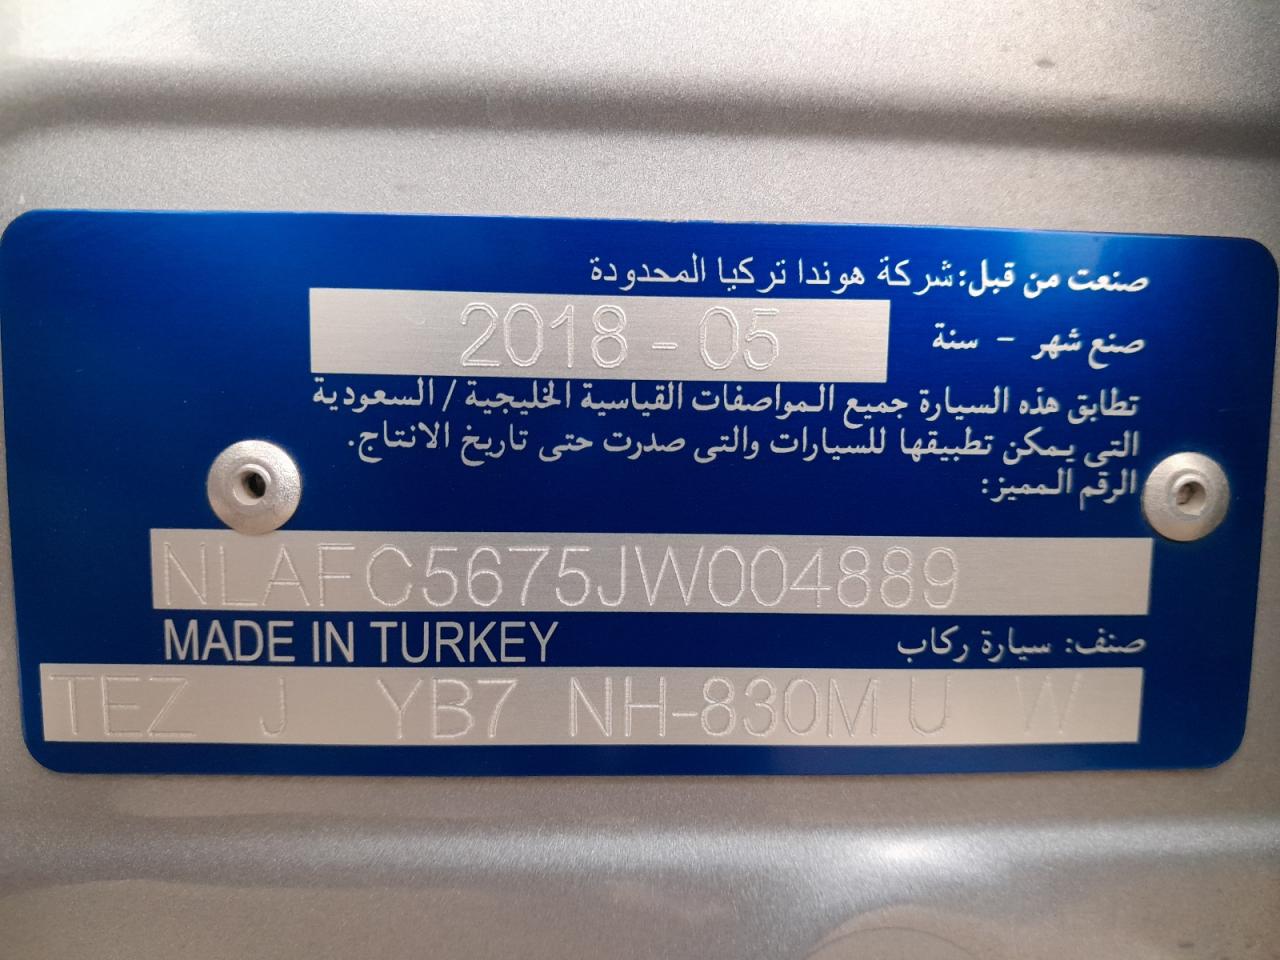 صنعت من قبل: شركة هوندا تركيا المحدودة
صنع شهر - سنة 2018 - 05
تطابق هذه السيارة جميع المواصفات القياسية الخليجية / السعودية
التى يمكن تطبيقها للسيارات والتى صدرت حتى تاريخ الانتاج.
الرقم المميز:
NLAFC5675JW004889
MADE IN TURKEY صنف: سيارة ركاب
TEZ J YB7 NH-830M U W